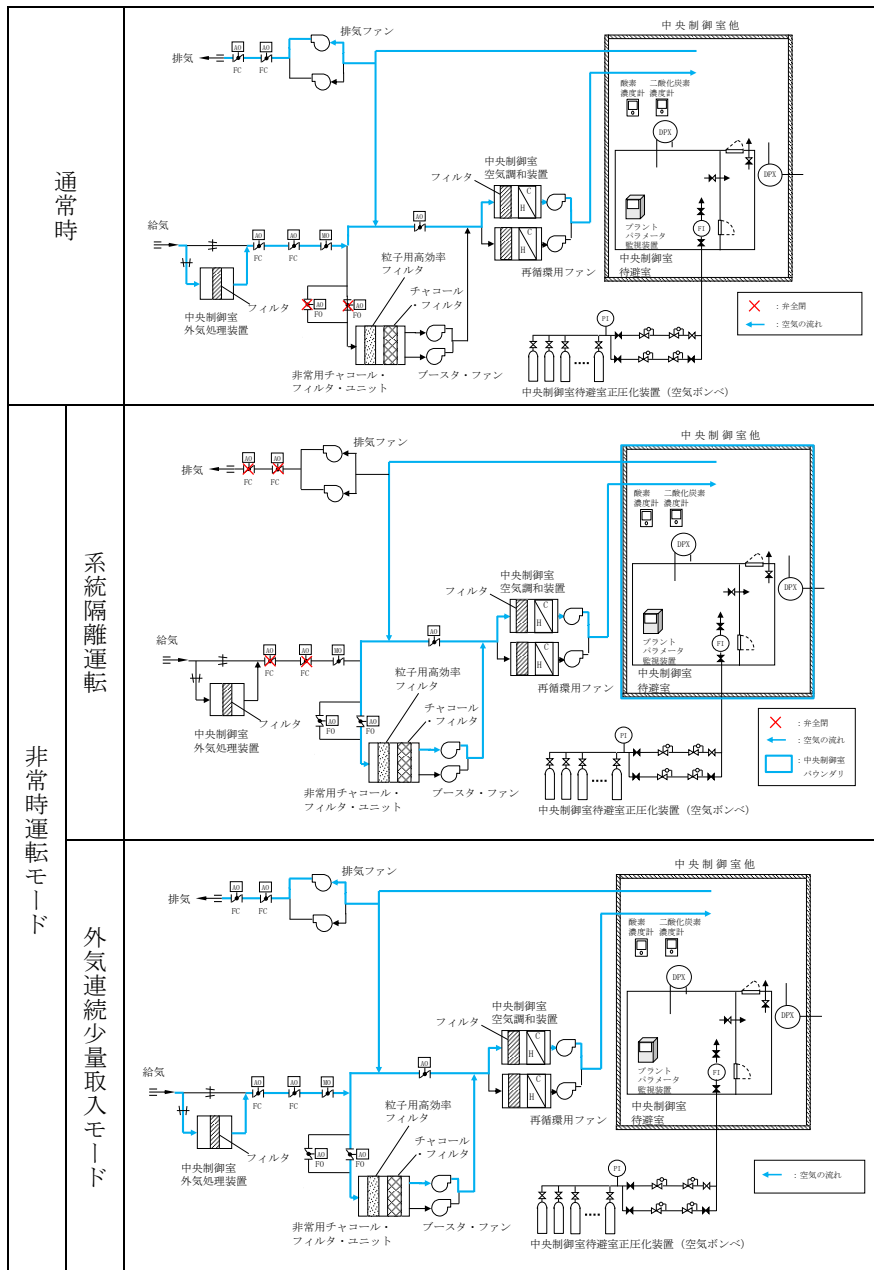 通常時
中央制御室他
排気ファン
排気
AO
AO
FC
FC
酸素
濃度計
二酸化炭素
濃度計
DPX
DPX
中央制御室
空気調和装置
フィルタ
C
H
C
H
再循環用ファン
プラント
パラメータ
監視装置
FI
中央制御室
待避室
給気
AO
AO
MO
AO
FC
FC
フィルタ
中央制御室
外気処理装置
粒子用高効率
フィルタ
チャコール
・フィルタ
AO
FO
AO
FO
非常用チャコール・
フィルタ・ユニット
ブースタ・ファン
PI
中央制御室待避室正圧化装置（空気ボンベ）
：弁全閉
：空気の流れ
非常時運転モード
系統隔離運転
中央制御室他
排気ファン
排気
AO
AO
FC
FC
酸素
濃度計
二酸化炭素
濃度計
DPX
DPX
中央制御室
空気調和装置
フィルタ
C
H
C
H
再循環用ファン
プラント
パラメータ
監視装置
FI
中央制御室
待避室
給気
AO
AO
MO
AO
FC
FC
フィルタ
中央制御室
外気処理装置
粒子用高効率
フィルタ
チャコール
・フィルタ
AO
FO
AO
FO
非常用チャコール・
フィルタ・ユニット
ブースタ・ファン
PI
中央制御室待避室正圧化装置（空気ボンベ）
：弁全閉
：空気の流れ
：中央制御室
バウンダリ
外気連続少量取入モード
中央制御室他
排気ファン
排気
AO
AO
FC
FC
酸素
濃度計
二酸化炭素
濃度計
DPX
DPX
中央制御室
空気調和装置
フィルタ
C
H
C
H
再循環用ファン
プラント
パラメータ
監視装置
FI
中央制御室
待避室
給気
AO
AO
MO
AO
FC
FC
フィルタ
中央制御室
外気処理装置
粒子用高効率
フィルタ
チャコール
・フィルタ
AO
FO
AO
FO
非常用チャコール・
フィルタ・ユニット
ブースタ・ファン
PI
中央制御室待避室正圧化装置（空気ボンベ）
：空気の流れ